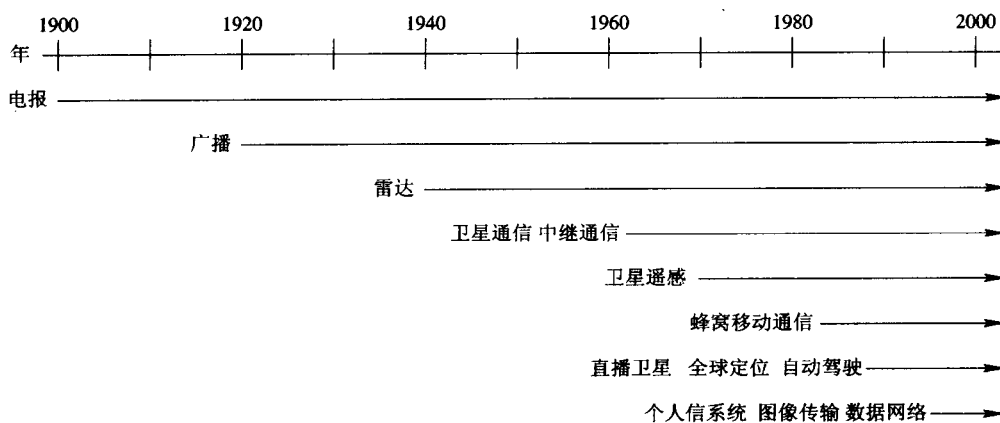 1900 1920 1940 1960 1980 2000
年
电报
广播
雷达
卫星通信 中继通信
卫星遥感
蜂窝移动通信
直播卫星 全球定位 自动驾驶
个人信系统 图像传输 数据网络